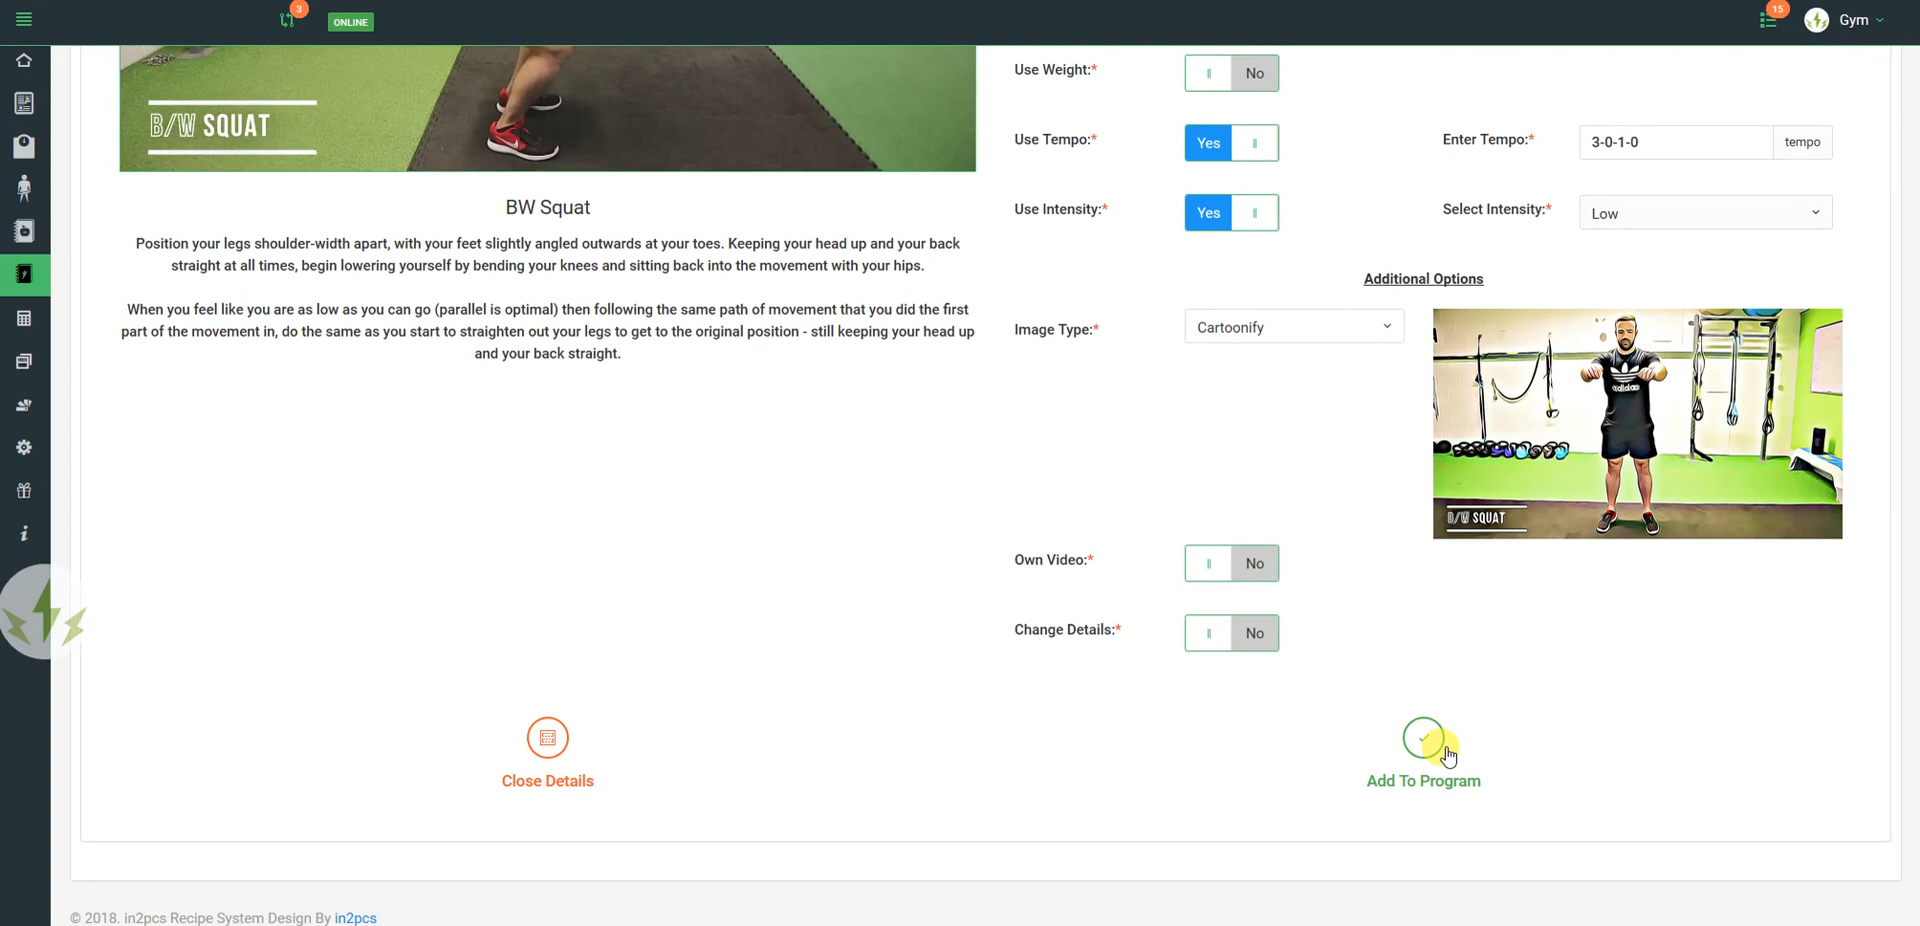 3
ONLINE
15
Gym
B/W SQUAT
Use Weight:*
No
Use Tempo:*
Yes
Enter Tempo:*
3-0-1-0
tempo
Use Intensity:*
Yes
Select Intensity:*
Low
BW Squat
Position your legs shoulder-width apart, with your feet slightly angled outwards at your toes. Keeping your head up and your back
straight at all times, begin lowering yourself by bending your knees and sitting back into the movement with your hips.
When you feel like you are as low as you can go (parallel is optimal) then following the same path of movement that you did the first
part of the movement in, do the same as you start to straighten out your legs to get to the original position - still keeping your head up
and your back straight.
Additional Options
Image Type:*
Cartoonify
adidas
B/W SQUAT
Own Video:*
No
Change Details:*
No
Close Details
Add To Program
© 2018. in2pcs Recipe System Design By in2pcs